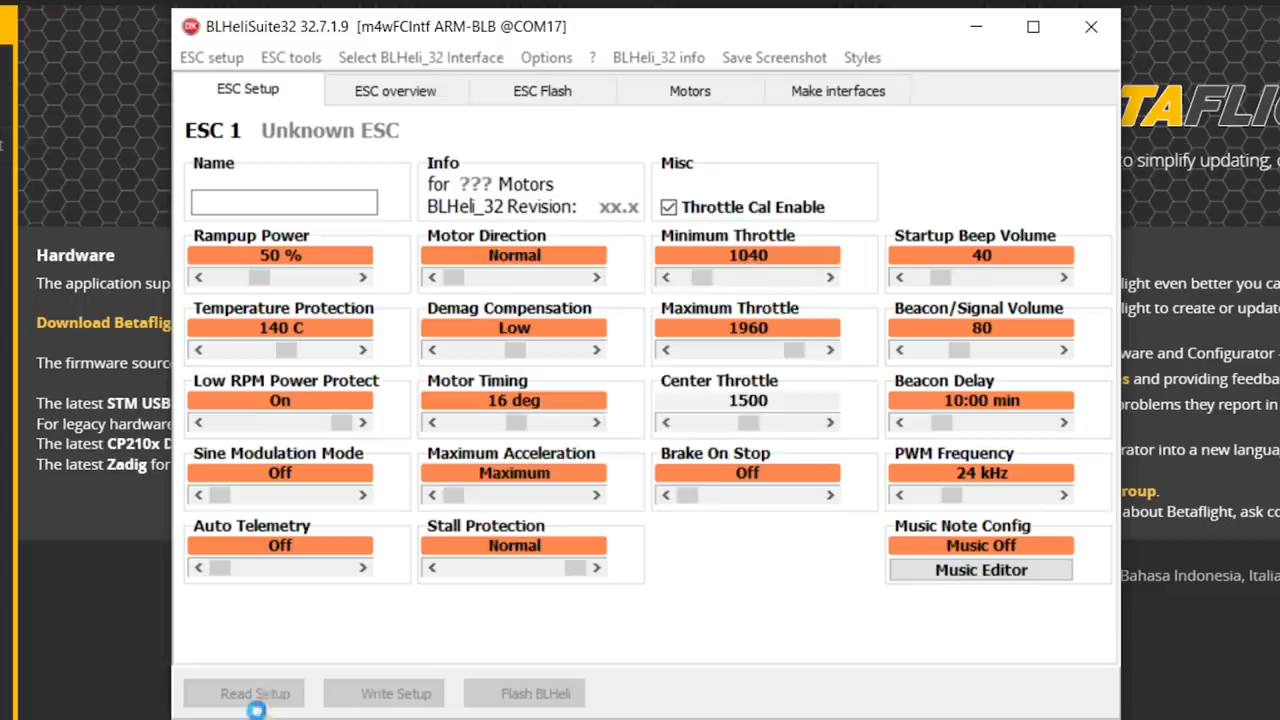 BLHeliSuite32 32.7.1.9 [m4wFCIntf ARM-BLB @COM17]
ESC setup ESC tools Select BLHeli_32 Interface Options ? BLHeli_32 info Save Screenshot Styles
ESC Setup ESC overview ESC Flash Motors Make interfaces
ESC 1 Unknown ESC
Name
Info
for ??? Motors
BLHeli_32 Revision: xx.x
Misc
Throttle Cal Enable
Rampup Power
50 %
Motor Direction
Normal
Minimum Throttle
1040
Startup Beep Volume
40
Temperature Protection
140 C
Demag Compensation
Low
Maximum Throttle
1960
Beacon/Signal Volume
80
Low RPM Power Protect
On
Motor Timing
16 deg
Center Throttle
1500
Beacon Delay
10:00 min
Sine Modulation Mode
Off
Maximum Acceleration
Maximum
Brake On Stop
Off
PWM Frequency
24 kHz
Auto Telemetry
Off
Stall Protection
Normal
Music Note Config
Music Off
Music Editor
Read Setup Write Setup Flash BLHeli
Hardware
The application sup
Download Betafligh
The firmware source
The latest STM USB
For legacy hardware
The latest CP210x D
The latest Zadig for
TAFLIG
to simplify updating,
light even better you ca
light to create or update
ware and Configurator
s and providing feedba
problems they report in
rator into a new langua
roup.
about Betaflight, ask co
Bahasa Indonesia, Italia